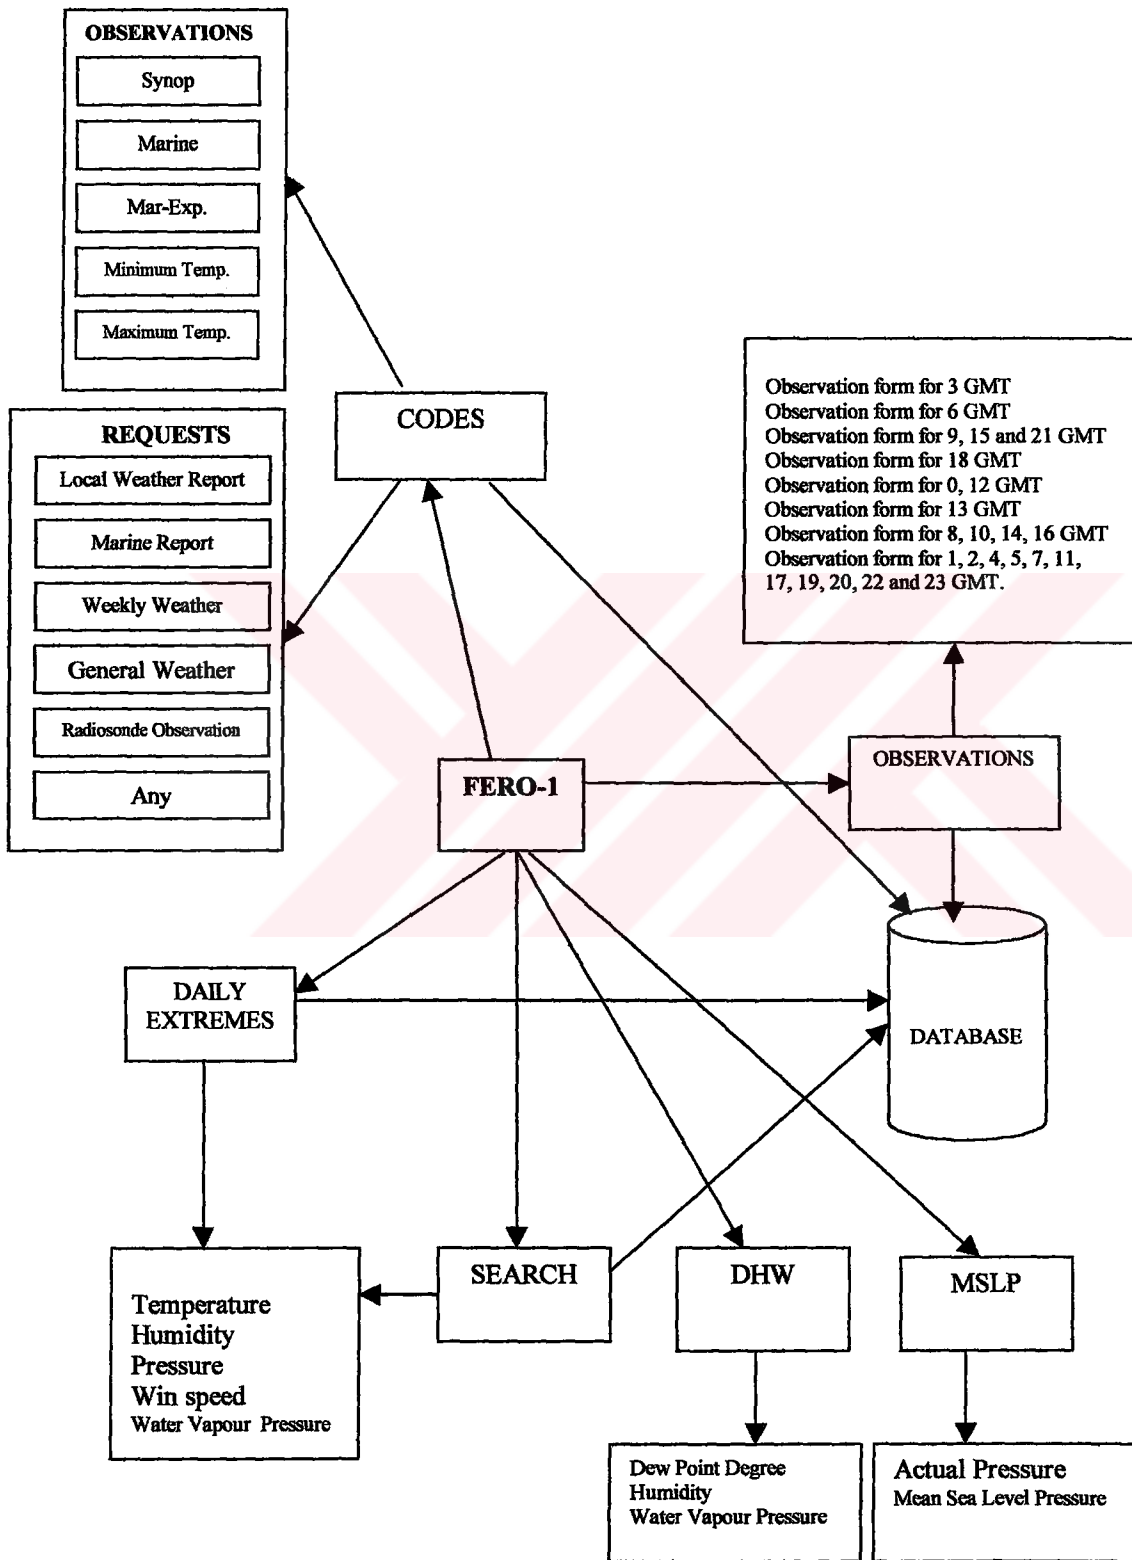 OBSERVATIONS
Synop
Marine
Mar-Exp.
Minimum Temp.
Maximum Temp.
REQUESTS
Local Weather Report
Marine Report
Weekly Weather
General Weather
Radiosonde Observation
Any
CODES
Observation form for 3 GMT
Observation form for 6 GMT
Observation form for 9, 15 and 21 GMT
Observation form for 18 GMT
Observation form for 0, 12 GMT
Observation form for 13 GMT
Observation form for 8, 10, 14, 16 GMT
Observation form for 1, 2, 4, 5, 7, 11,
17, 19, 20, 22 and 23 GMT.
FERO-1
OBSERVATIONS
DAILY
EXTREMES
DATABASE
SEARCH
DHW
MSLP
Temperature
Humidity
Pressure
Win speed
Water Vapour Pressure
Dew Point Degree
Humidity
Water Vapour Pressure
Actual Pressure
Mean Sea Level Pressure